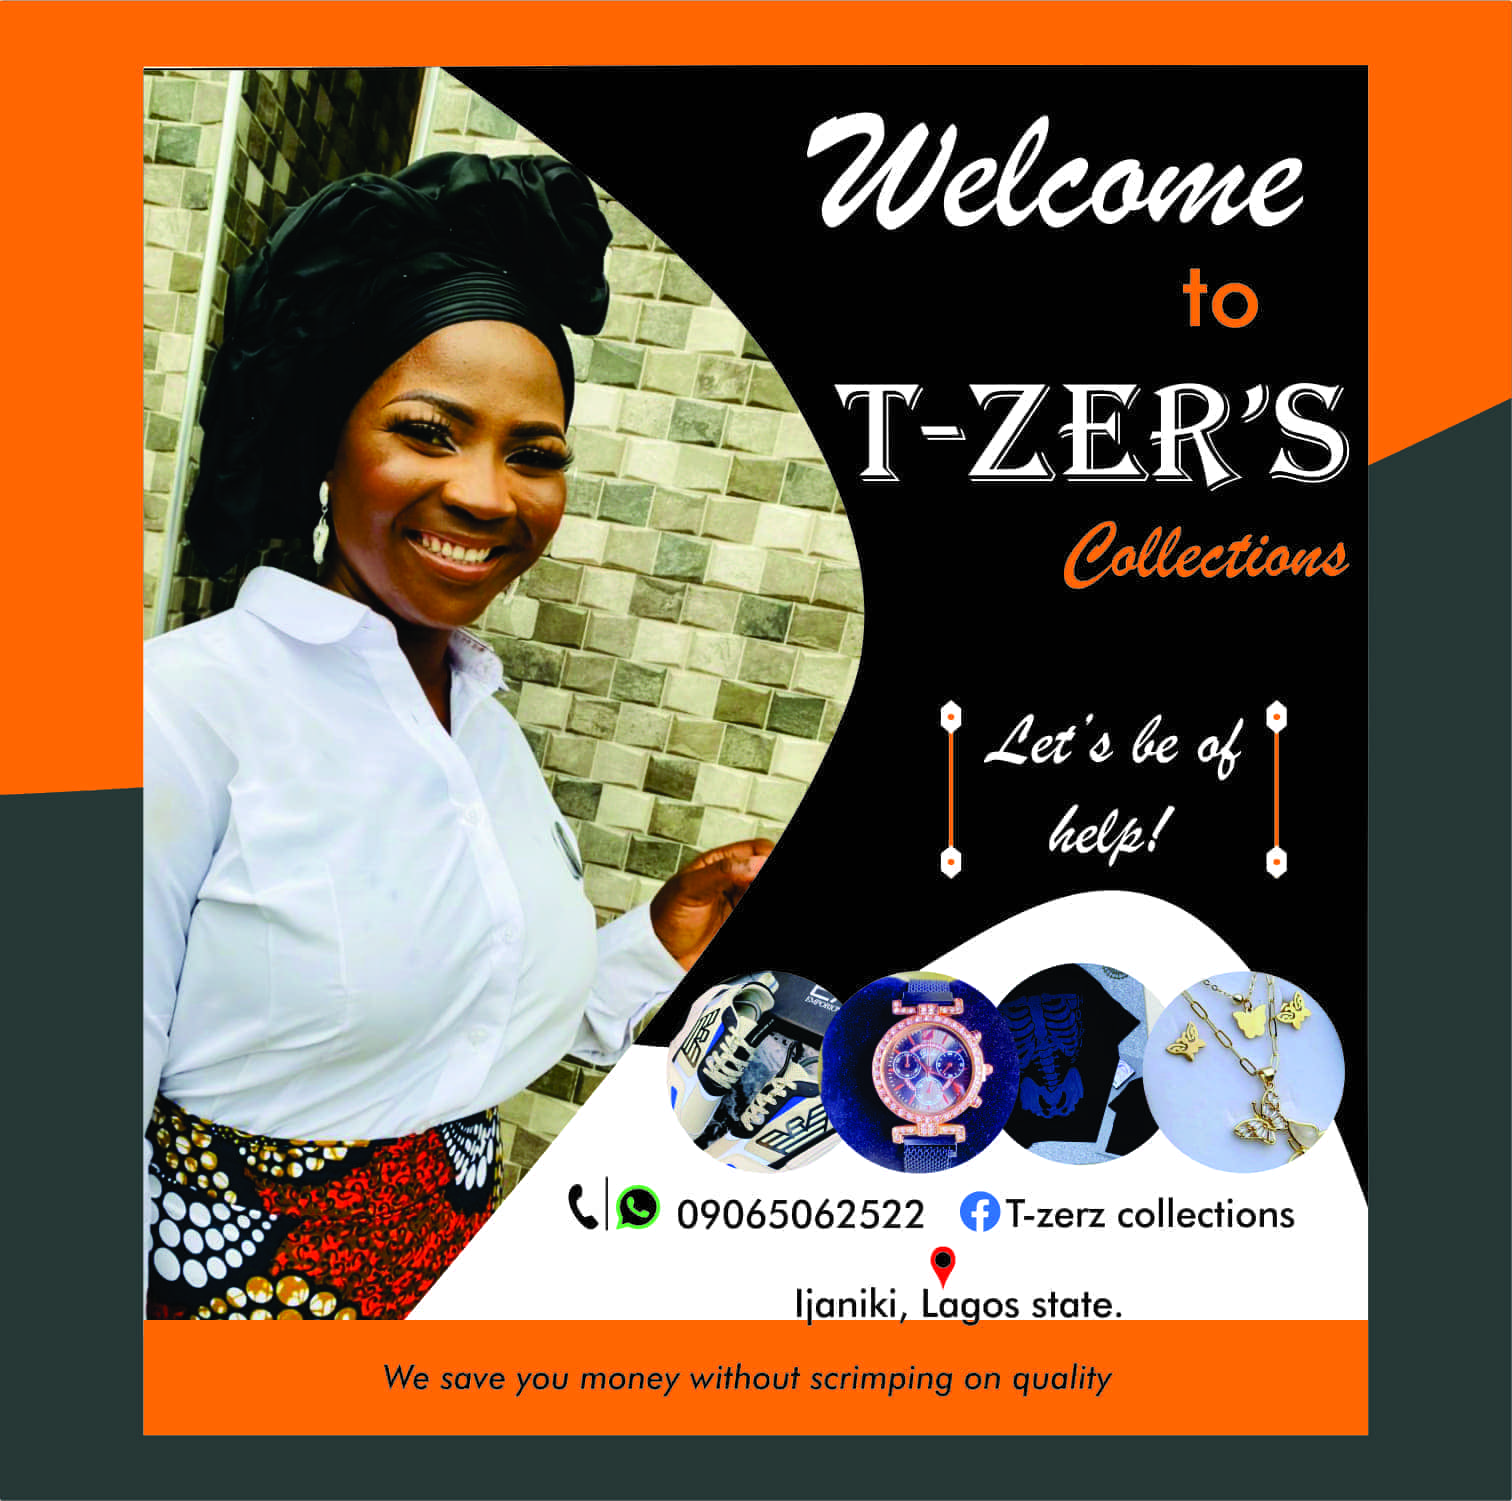 Welcome
to
T-ZER'S
Collections
Let's be of
help!
09065062522
T-zerz collections
Ijaniki, Lagos state.
We save you money without scrimping on quality